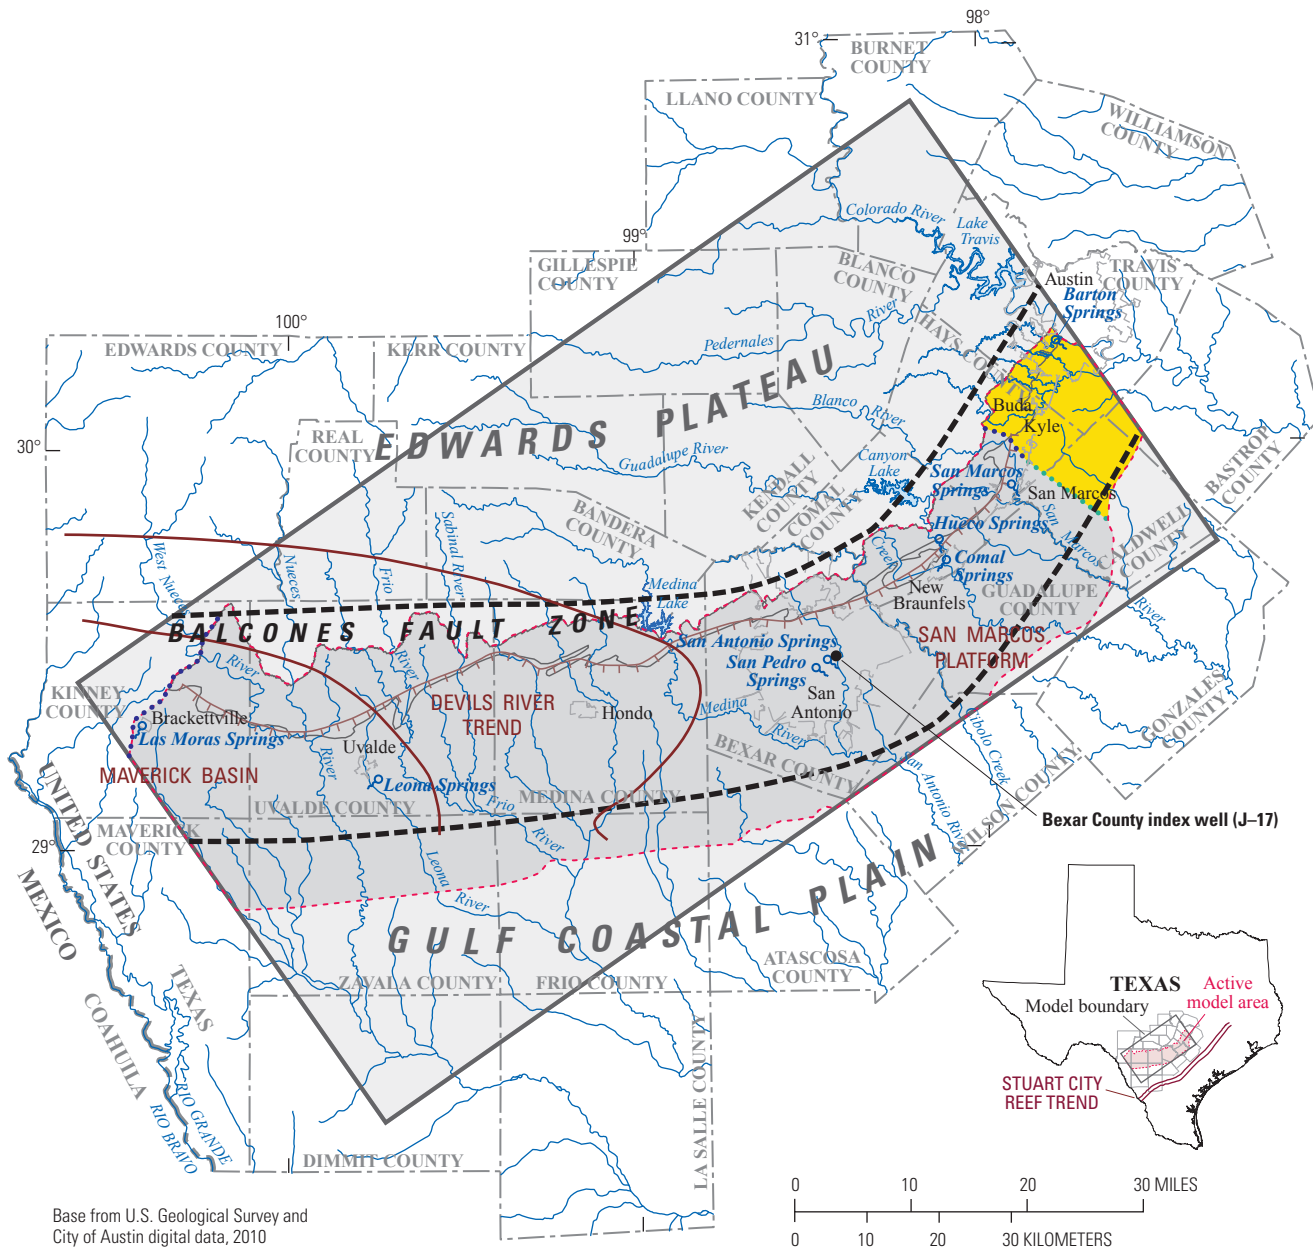 98°
31°
BURNET
COUNTY
LLANO COUNTY
WILLIAMSON
COUNTY
Colorado River
Lake
Travis
99°
GILLESPIE
COUNTY
BLANCO
COUNTY
TRAVIS
COUNTY
Austin
Barton
Springs
HAYS COUNTY
100°
EDWARDS COUNTY
KERR COUNTY
Pedernales
River
EDWARDS PLATEAU
Blanco
River
Buda
Kyle
30°
REAL
COUNTY
Guadalupe River
Canyon
Lake
KENDALL
COUNTY
COMAL
COUNTY
San Marcos
Springs
San Marcos
BASTROP
COUNTY
BANDERA
COUNTY
Hueco Springs
San
Marcos
River
CALDWELL
COUNTY
West Nueces
River
Nueces
River
Frio
River
Sabinal River
Medina
Lake
Creek
Comal
Springs
New
Braunfels
GUADALUPE
COUNTY
BALCONES FAULT ZONE
San Antonio Springs
San Pedro
Springs
SAN MARCOS
PLATFORM
KINNEY
COUNTY
Brackettville
Las Moras Springs
DEVILS RIVER
TREND
Hondo
Medina
River
San
Antonio
GONZALES
COUNTY
Uvalde
MAVERICK BASIN
Leona Springs
BEXAR COUNTY
Cibolo Creek
UVALDE COUNTY
Frio
River
MEDINA COUNTY
San Antonio River
WILSON COUNTY
MAVERICK
COUNTY
Bexar County index well (J–17)
29°
UNITED STATES
MEXICO
Leona
River
GULF COASTAL PLAIN
ATASCOSA
COUNTY
ZAVALA COUNTY
FRIO COUNTY
TEXAS
COAHUILA
RIO GRANDE
RIO BRAVO
DIMMIT COUNTY
LA SALLE COUNTY
TEXAS
Model boundary
Active
model area
STUART CITY
REEF TREND
0 10 20 30 MILES
0 10 20 30 KILOMETERS
Base from U.S. Geological Survey and
City of Austin digital data, 2010